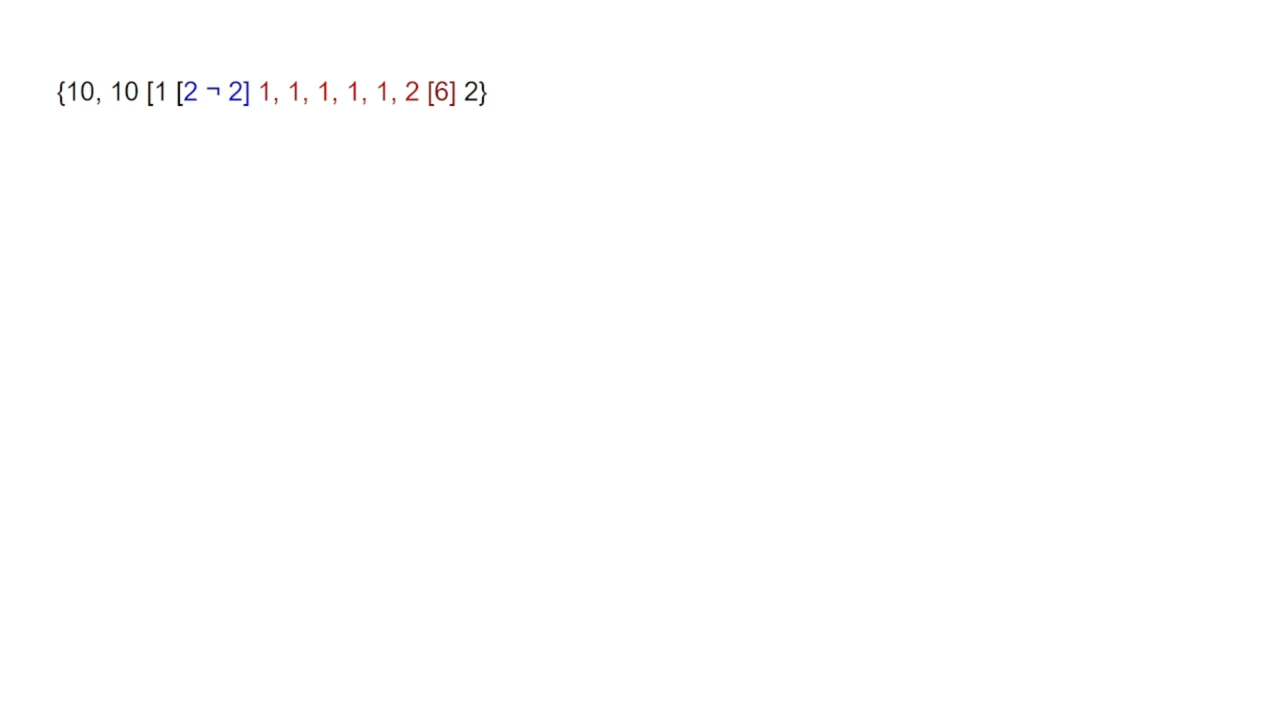 {10, 10 [1 [2 ¬ 2] 1, 1, 1, 1, 1, 2 [6] 2}